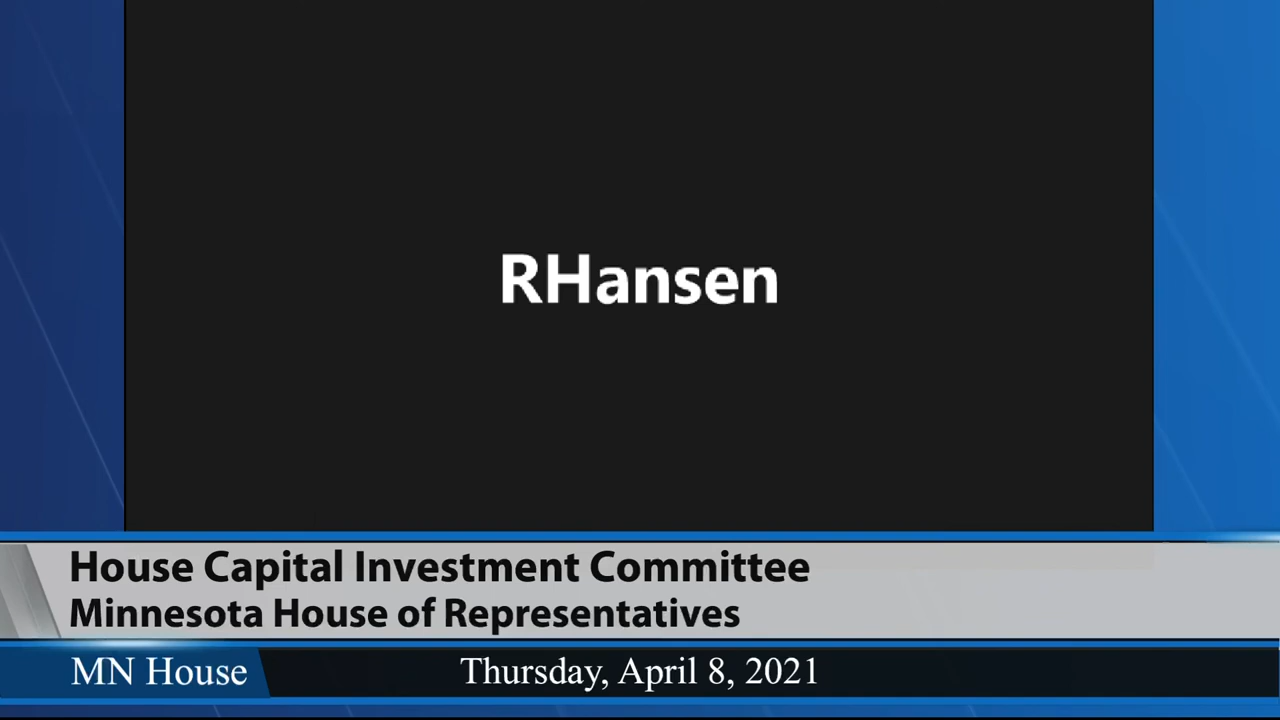 RHansen
House Capital Investment Committee
Minnesota House of Representatives
MN House
Thursday, April 8, 2021